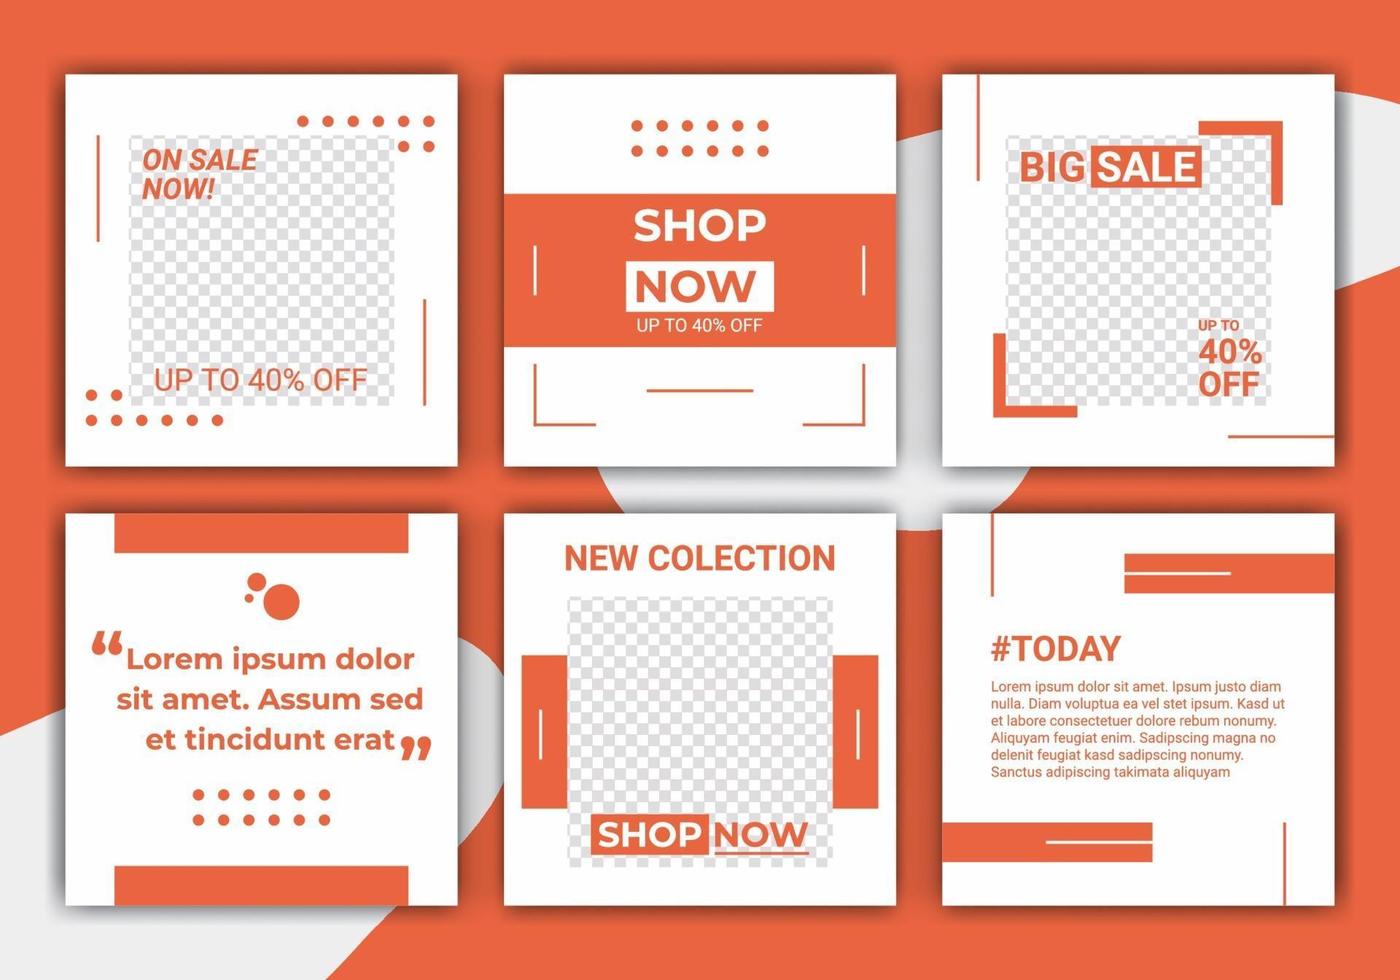 ON SALE
NOW!
UP TO 40% OFF
SHOP
NOW
UP TO 40% OFF
BIG SALE
UP TO
40%
OFF
“Lorem ipsum dolor
sit amet. Assum sed
et tincidunt erat”
NEW COLECTION
SHOP NOW
#TODAY
Lorem ipsum dolor sit amet. Ipsum justo diam
nulla. Diam voluptua ea vel stet ipsum. Kasd ut
et labore consectetuer dolore rebum nonumy.
Aliquyam feugiat enim. Sadipscing magna no
delenit feugiat kasd sadipscing nonumy.
Sanctus adipiscing takimata aliquyam